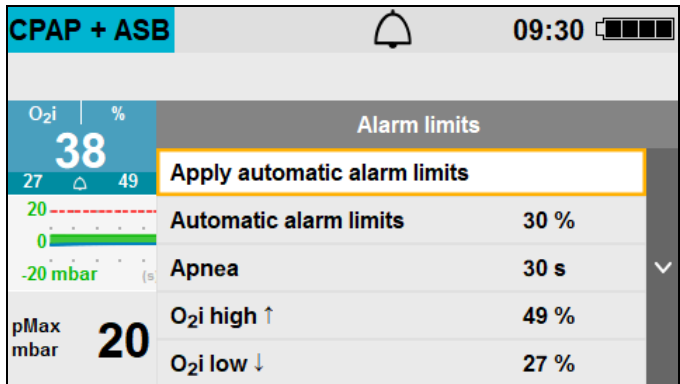 CPAP + ASB 09:30
O₂i % 
38
27 49
20
0
-20 mbar (s
pMax
mbar 20
Alarm limits
Apply automatic alarm limits
Automatic alarm limits 30 %
Apnea 30 s
O₂i high ↑ 49 %
O₂i low ↓ 27 %